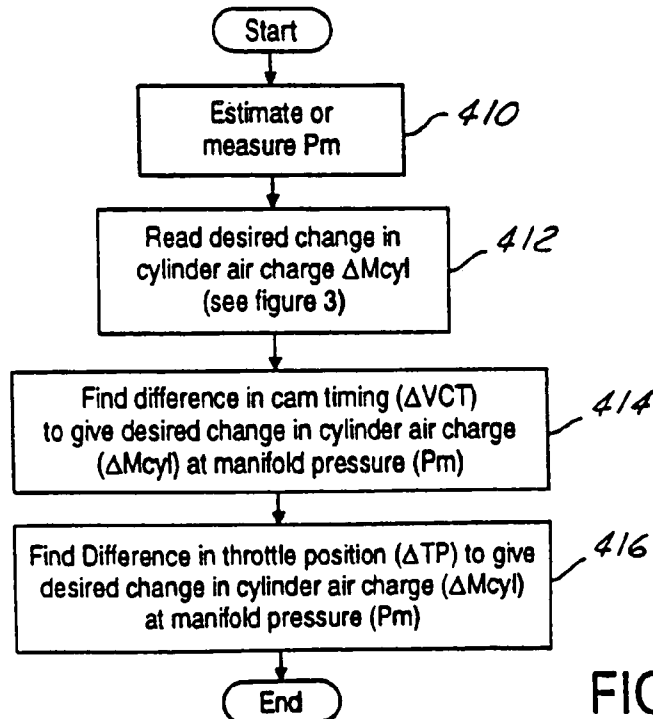 Start
Estimate or
measure Pm
410
Read desired change in
cylinder air charge ΔMcyl
(see figure 3)
412
Find difference in cam timing (ΔVCT)
to give desired change in cylinder air charge
(ΔMcyl) at manifold pressure (Pm)
414
Find Difference in throttle position (ΔTP) to give
desired change in cylinder air charge (ΔMcyl)
at manifold pressure (Pm)
416
End
FIG